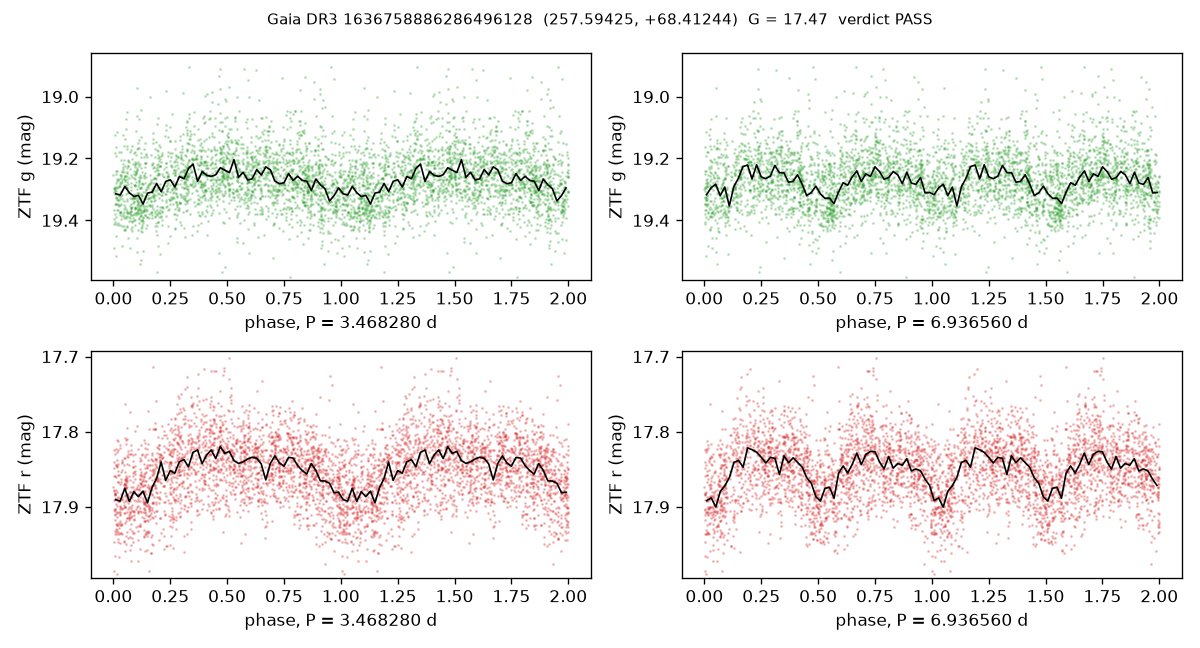 Gaia DR3 1636758886286496128  (257.59425, +68.41244)  G = 17.47  verdict PASS
ZTF g (mag)
19.0
19.2
19.4
0.00 0.25 0.50 0.75 1.00 1.25 1.50 1.75 2.00
phase, P = 3.468280 d
ZTF g (mag)
19.0
19.2
19.4
0.00 0.25 0.50 0.75 1.00 1.25 1.50 1.75 2.00
phase, P = 6.936560 d
ZTF r (mag)
17.7
17.8
17.9
0.00 0.25 0.50 0.75 1.00 1.25 1.50 1.75 2.00
phase, P = 3.468280 d
ZTF r (mag)
17.7
17.8
17.9
0.00 0.25 0.50 0.75 1.00 1.25 1.50 1.75 2.00
phase, P = 6.936560 d